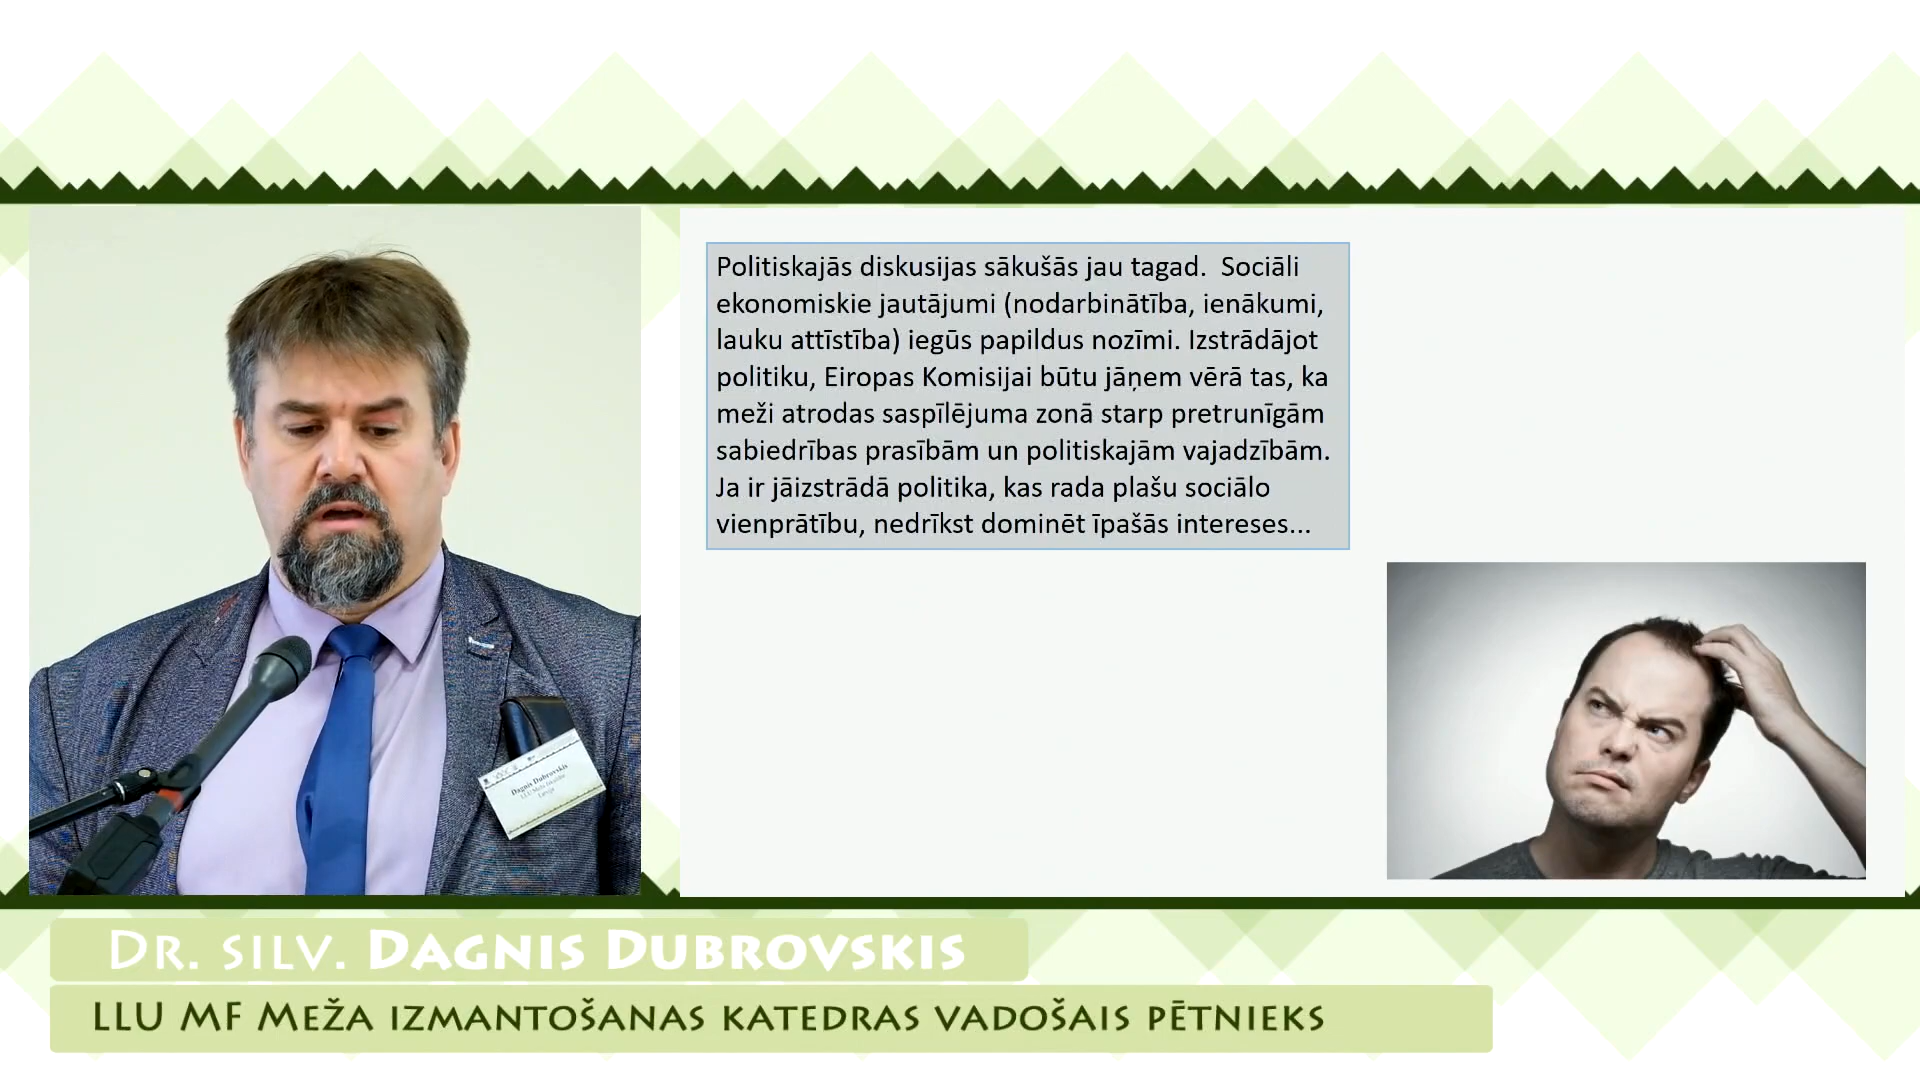 Politiskajās diskusijas sākušās jau tagad. Sociāli
ekonomiskie jautājumi (nodarbinātība, ienākumi,
lauku attīstība) iegūs papildus nozīmi. Izstrādājot
politiku, Eiropas Komisijai būtu jāņem vērā tas, ka
meži atrodas saspīlējuma zonā starp pretrunīgām
sabiedrības prasībām un politiskajām vajadzībām.
Ja ir jāizstrādā politika, kas rada plašu sociālo
vienprātību, nedrīkst dominēt īpašās intereses...
Dagnis Dubrovskis
DR. SILV. DAGNIS DUBROVSKIS
LLU MF MEŽA IZMANTOŠANAS KATEDRAS VADOŠAIS PĒTNIEKS